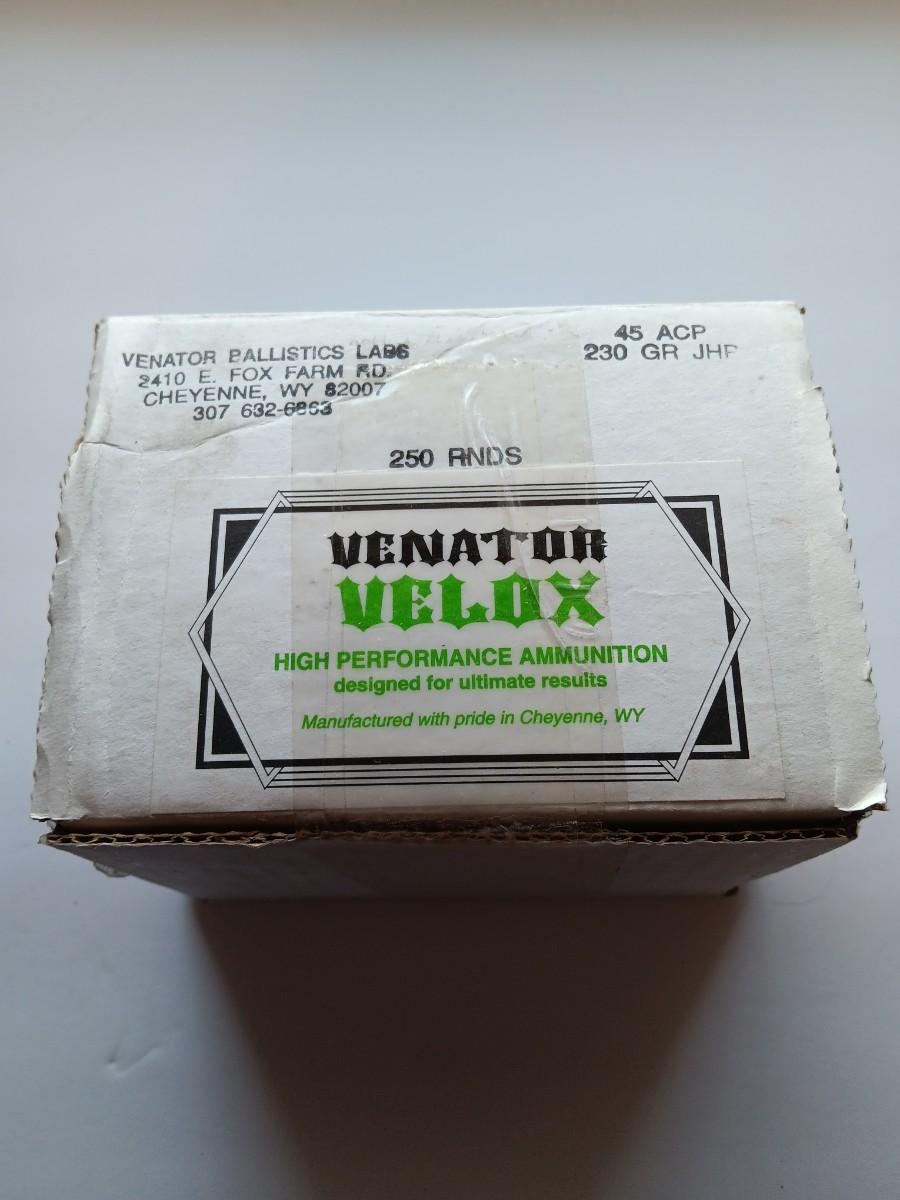 VENATOR BALLISTICS LABS
2410 E. FOX FARM RD.
CHEYENNE, WY 82007
307 632-6863
45 ACP
230 GR JHP
250 RNDS
VENATOR
VELOX
HIGH PERFORMANCE AMMUNITION
designed for ultimate results
Manufactured with pride in Cheyenne, WY